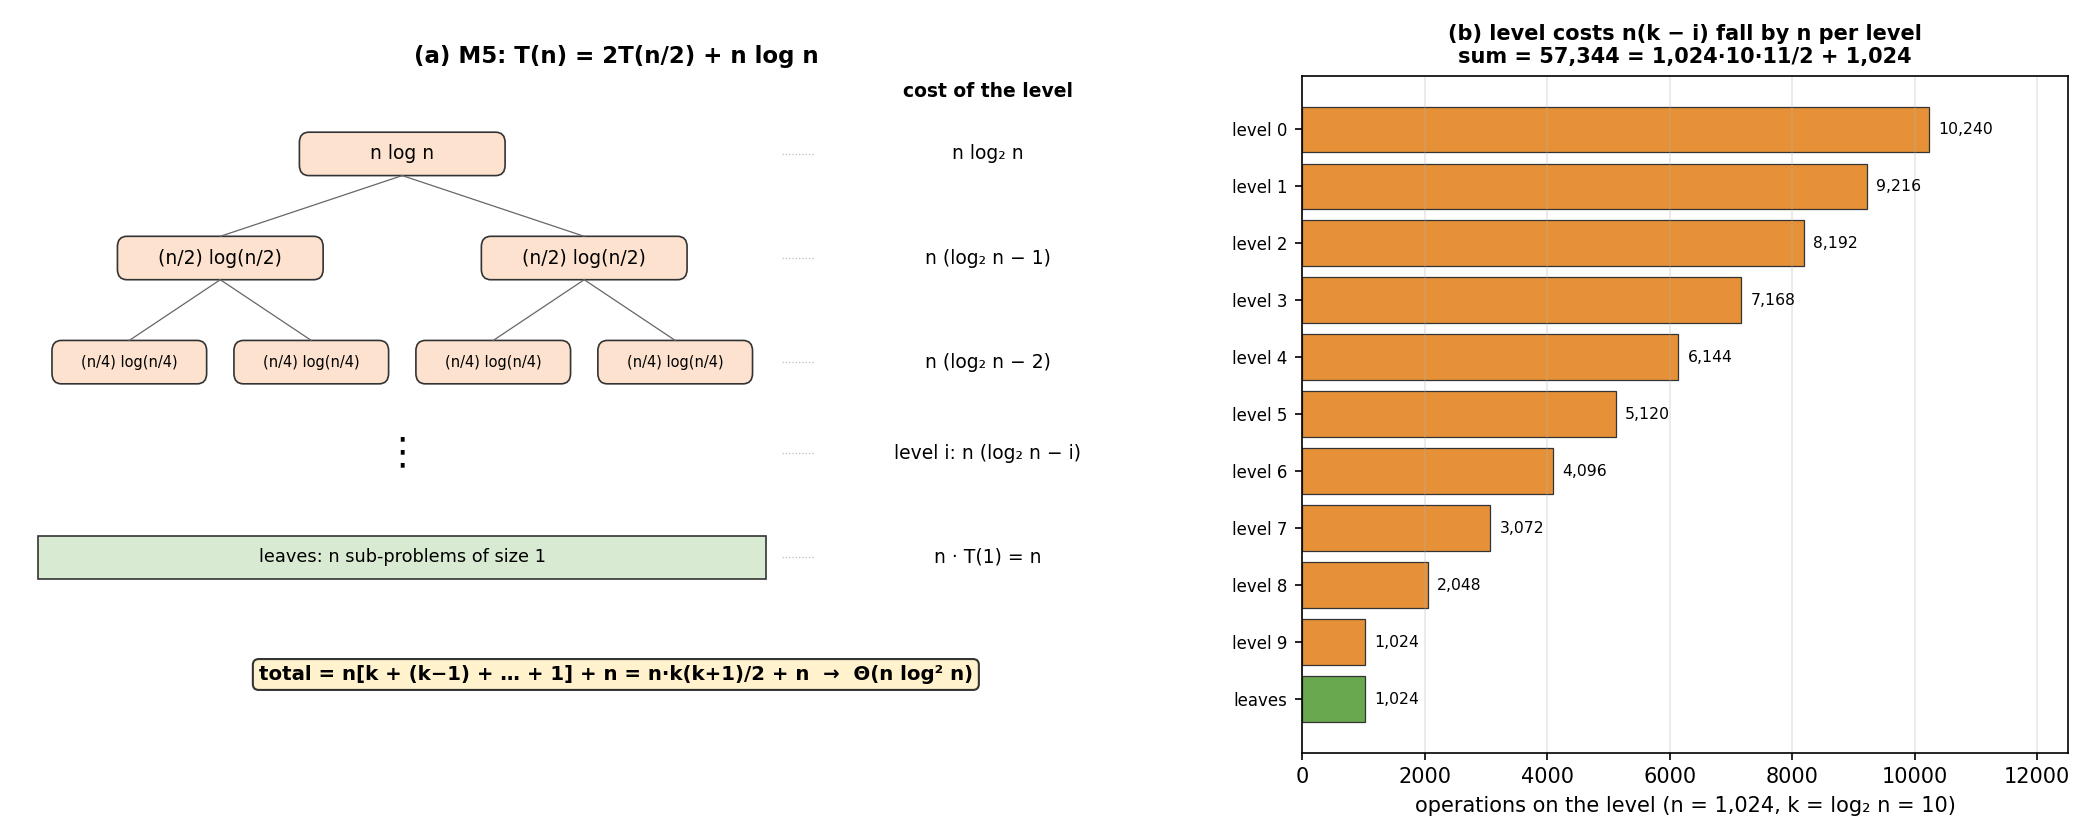 (a) M5: T(n) = 2T(n/2) + n log n
cost of the level
n log n
n log₂ n
(n/2) log(n/2)
(n/2) log(n/2)
n (log₂ n − 1)
(n/4) log(n/4)
(n/4) log(n/4)
(n/4) log(n/4)
(n/4) log(n/4)
n (log₂ n − 2)
⋮
level i: n (log₂ n − i)
leaves: n sub-problems of size 1
n · T(1) = n
total = n[k + (k−1) + … + 1] + n = n·k(k+1)/2 + n → Θ(n log² n)
(b) level costs n(k − i) fall by n per level
sum = 57,344 = 1,024·10·11/2 + 1,024
level 0 10,240
level 1 9,216
level 2 8,192
level 3 7,168
level 4 6,144
level 5 5,120
level 6 4,096
level 7 3,072
level 8 2,048
level 9 1,024
leaves 1,024
0 2000 4000 6000 8000 10000 12000
operations on the level (n = 1,024, k = log₂ n = 10)